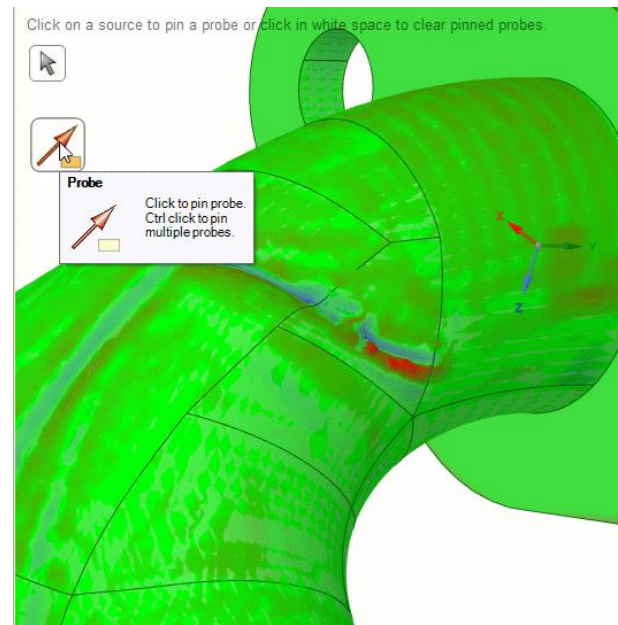 Click on a source to pin a probe or click in white space to clear pinned probes.
Probe
Click to pin probe.
Ctrl click to pin
multiple probes.
X
Y
Z